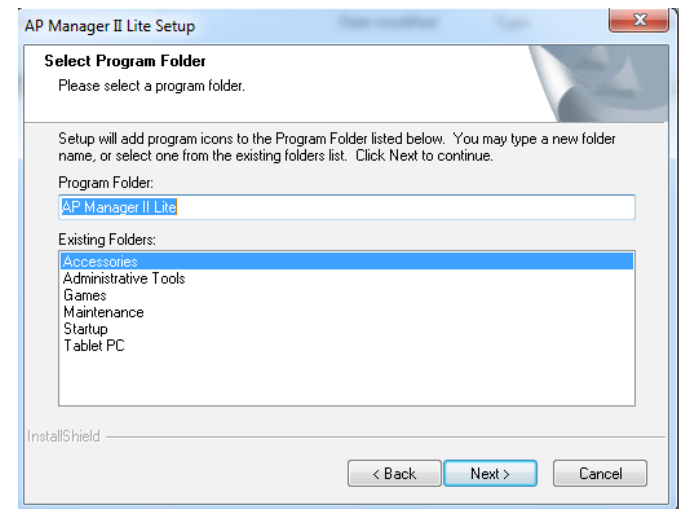 AP Manager II Lite Setup
Select Program Folder
Please select a program folder.
Setup will add program icons to the Program Folder listed below. You may type a new folder
name, or select one from the existing folders list. Click Next to continue.
Program Folder:
AP Manager II Lite
Existing Folders:
Accessories
Administrative Tools
Games
Maintenance
Startup
Tablet PC
InstallShield
< Back Next > Cancel